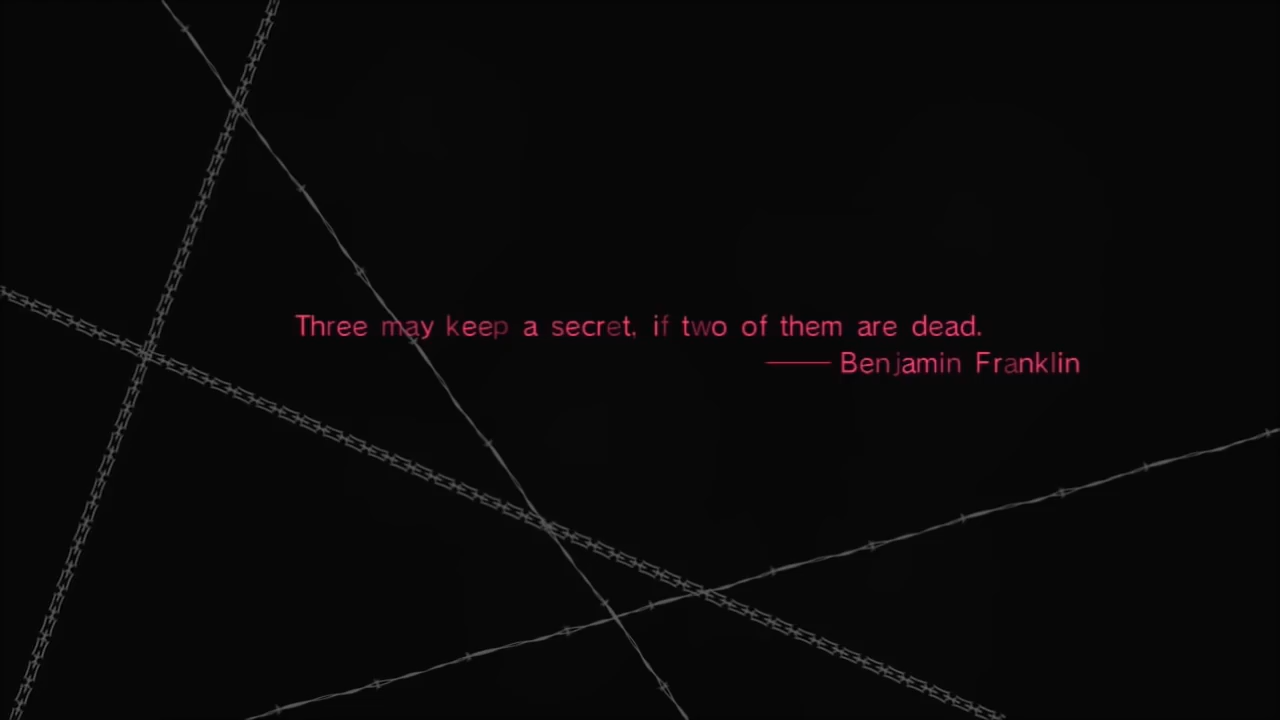 Three may keep a secret, if two of them are dead.
—— Benjamin Franklin